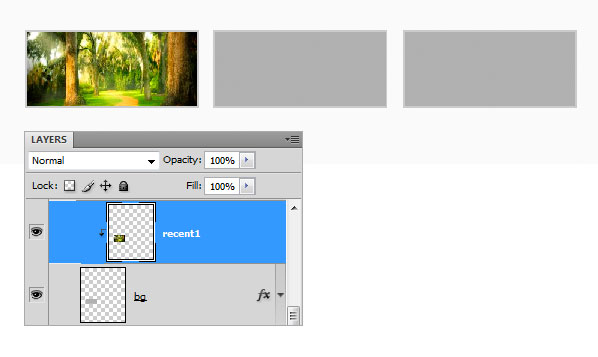 LAYERS
Normal Opacity: 100%
Lock: Fill: 100%
recent1
bg fx